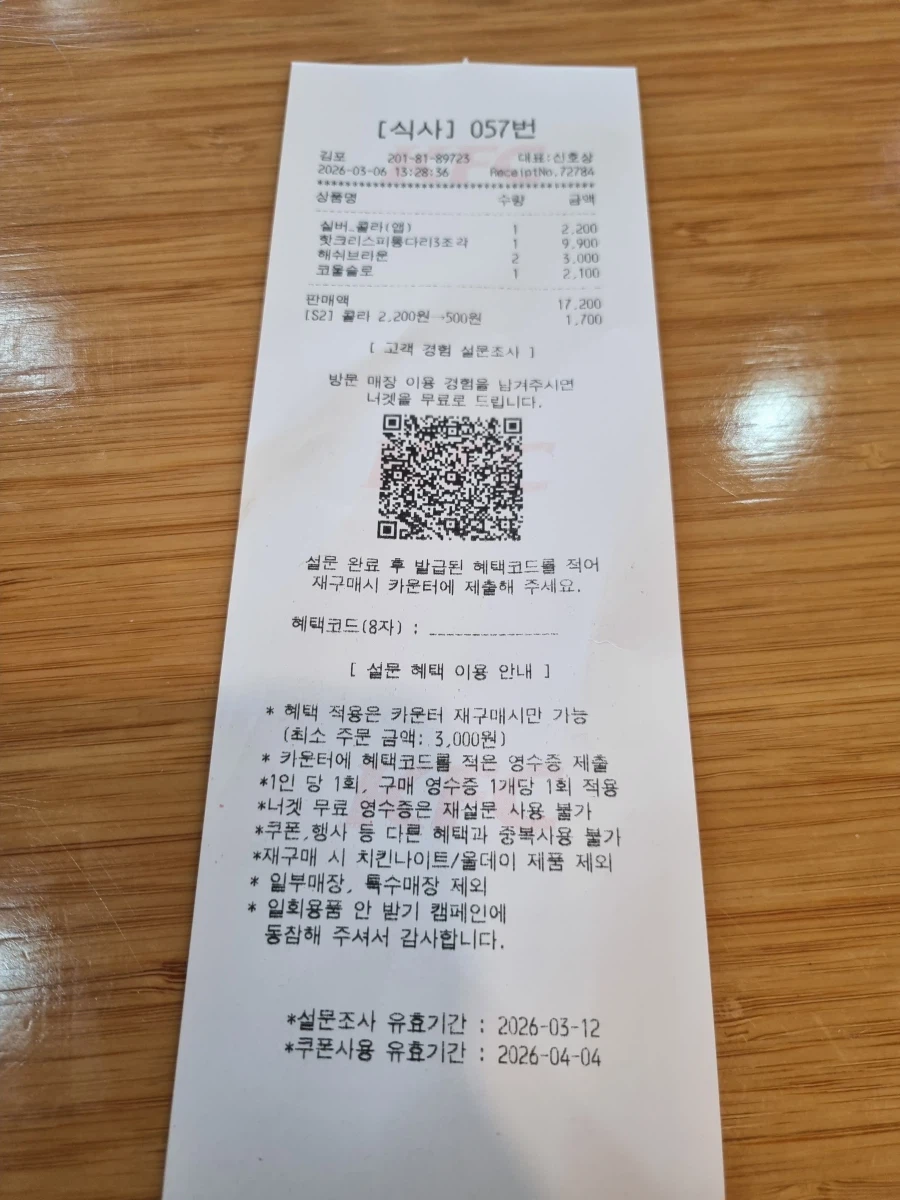 [식사] 057번
김포 201-81-89723 대표:신호상
2026-03-06 13:28:36 ReceiptNo.72784
상품명 수량 금액
실버_콜라(앱) 1 2,200
핫크리스피통다리3조각 1 9,900
해쉬브라운 2 3,000
코울슬로 1 2,100
판매액 17,200
[S2] 콜라 2,200원→500원 1,700
[ 고객 경험 설문조사 ]
방문 매장 이용 경험을 남겨주시면
너겟을 무료로 드립니다.
설문 완료 후 발급된 혜택코드를 적어
재구매시 카운터에 제출해 주세요.
혜택코드(8자) : _______________
[ 설문 혜택 이용 안내 ]
* 혜택 적용은 카운터 재구매시만 가능
(최소 주문 금액: 3,000원)
* 카운터에 혜택코드를 적은 영수증 제출
*1인 당 1회, 구매 영수증 1개당 1회 적용
*너겟 무료 영수증은 재설문 사용 불가
*쿠폰,행사 등 다른 혜택과 중복사용 불가
*재구매 시 치킨나이트/올데이 제품 제외
* 일부매장, 특수매장 제외
* 일회용품 안 받기 캠페인에
동참해 주셔서 감사합니다.
*설문조사 유효기간 : 2026-03-12
*쿠폰사용 유효기간 : 2026-04-04